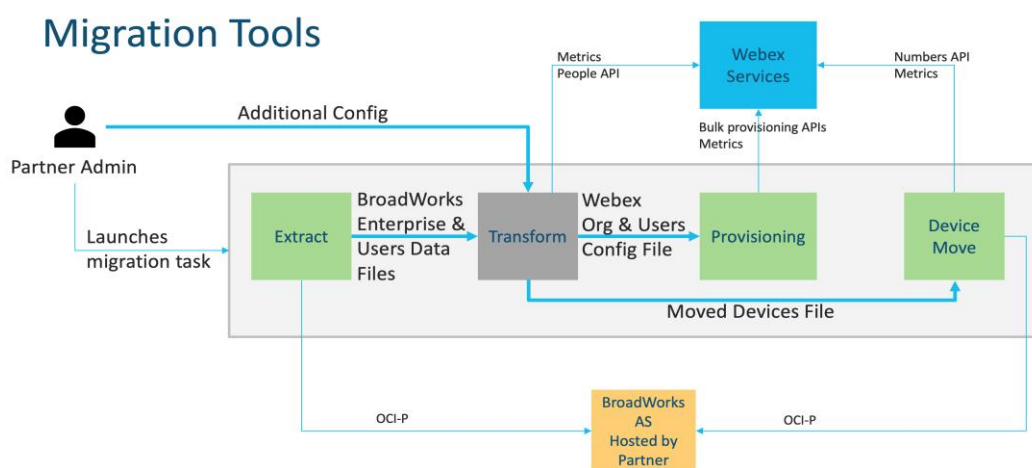 Migration Tools
Metrics
People API
Webex
Services
Numbers API
Metrics
Additional Config
Bulk provisioning APIs
Metrics
Partner Admin
Launches
migration task
Extract
BroadWorks
Enterprise &
Users Data
Files
Transform
Webex
Org & Users
Config File
Provisioning
Device
Move
Moved Devices File
OCI-P
BroadWorks
AS
Hosted by
Partner
OCI-P